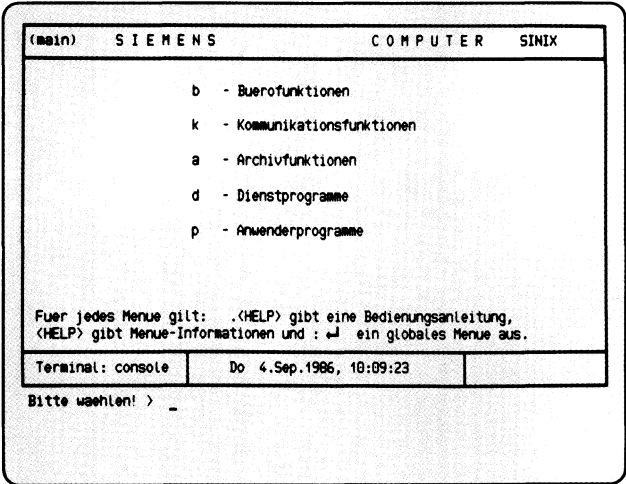 (main) S I E M E N S C O M P U T E R SINIX
b - Buerofunktionen
k - Kommunikationsfunktionen
a - Archivfunktionen
d - Dienstprogramme
p - Anwenderprogramme
Fuer jedes Menue gilt: .<HELP> gibt eine Bedienungsanleitung,
<HELP> gibt Menue-Informationen und : ↵ ein globales Menue aus.
Terminal: console Do 4.Sep.1986, 10:09:23
Bitte waehlen! > _